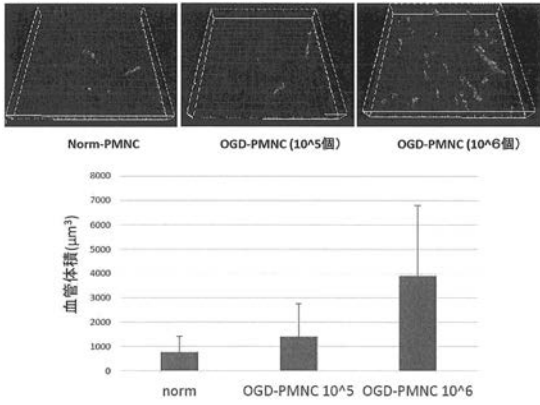 Norm-PMNC
OGD-PMNC (10^5個)
OGD-PMNC (10^6個)
8000
7000
6000
5000
4000
3000
2000
1000
0
血管体積(μm³)
norm
OGD-PMNC 10^5
OGD-PMNC 10^6